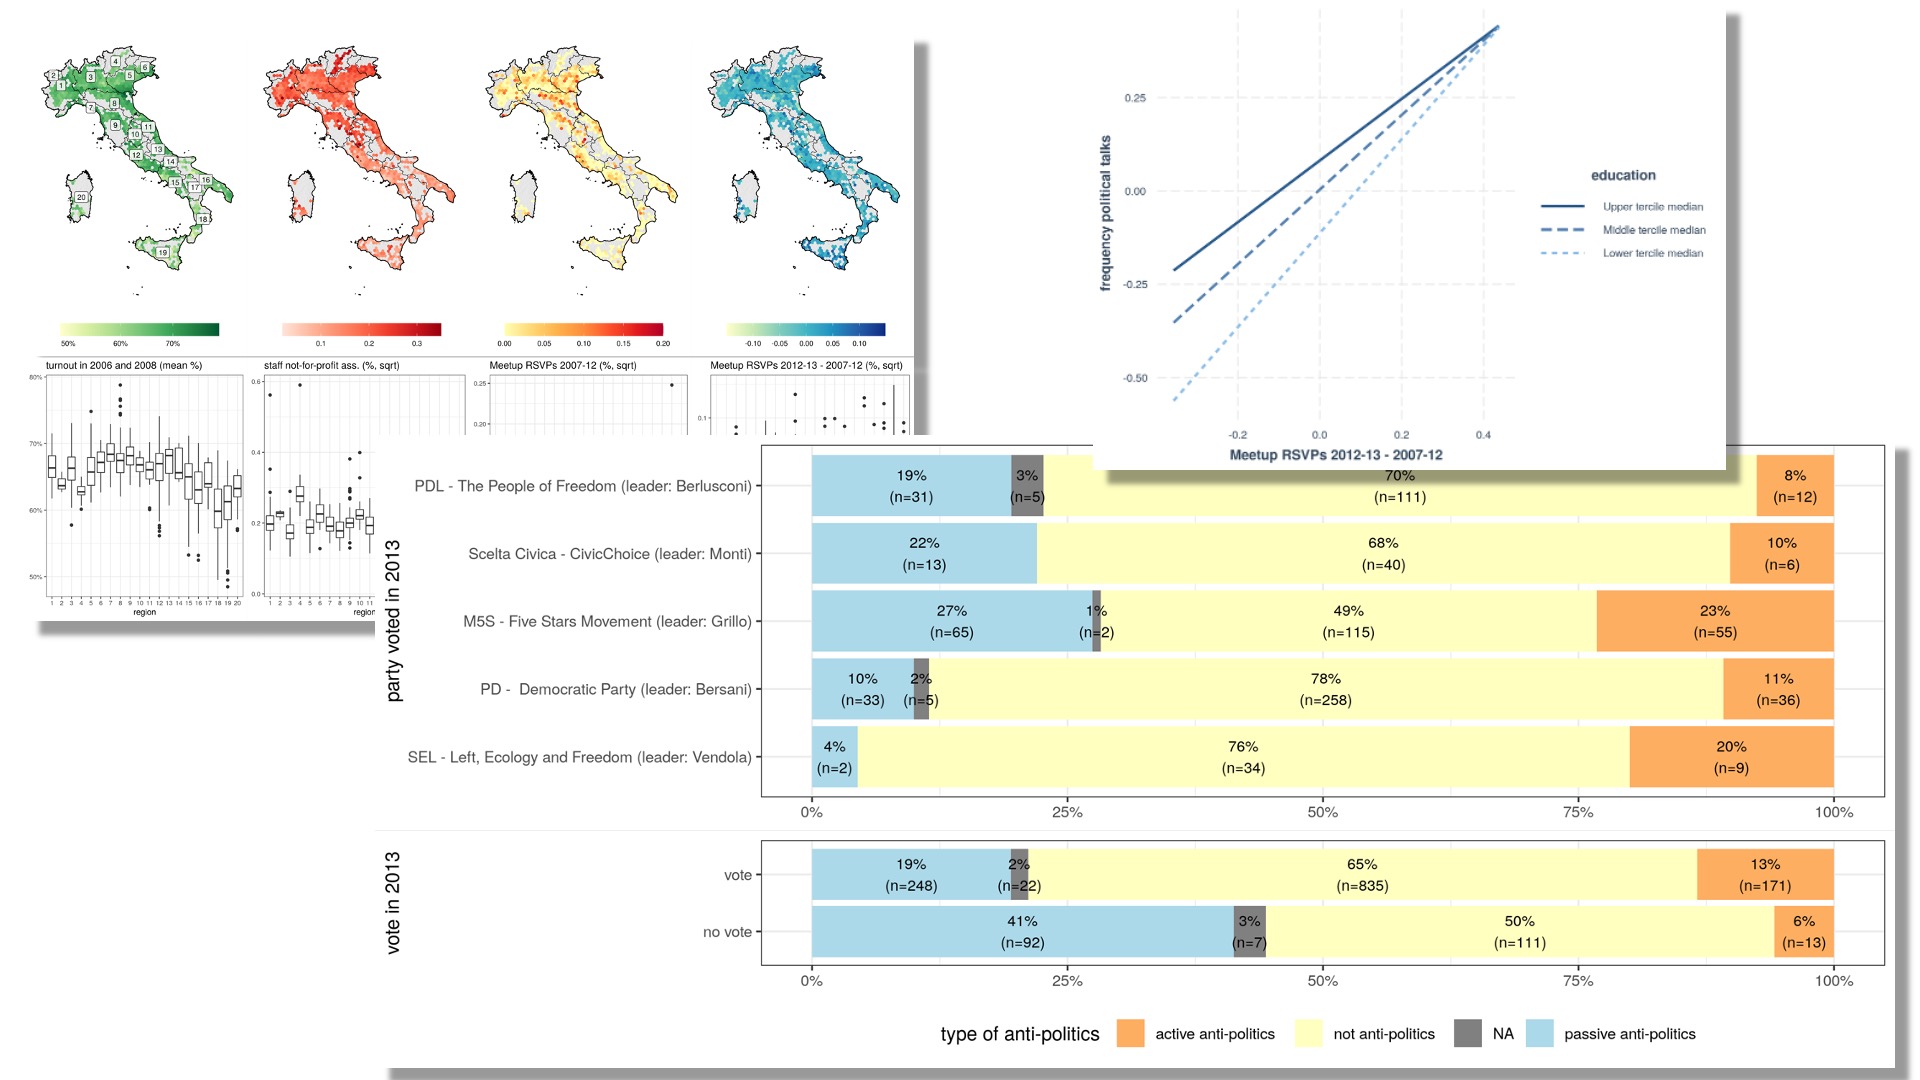 4
2
3
5
6
1
7
8
9
10
11
12
13
14
15
16
17
18
19
20
50% 60% 70%
0.1 0.2 0.3
0.00 0.05 0.10 0.15 0.20
-0.10 -0.05 0.00 0.05 0.10
turnout in 2006 and 2008 (mean %)
80%
70%
60%
50%
1 2 3 4 5 6 7 8 9 10 11 12 13 14 15 16 17 18 19 20
region
staff not-for-profit ass. (%, sqrt)
0.6
0.4
0.2
0.0
1 2 3 4 5 6 7 8 9 10 11
region
Meetup RSVPs 2007-12 (%, sqrt)
0.25
0.20
Meetup RSVPs 2012-13 - 2007-12 (%, sqrt)
0.1
frequency political talks
0.25
0.00
-0.25
-0.50
-0.2 0.0 0.2 0.4
Meetup RSVPs 2012-13 - 2007-12
education
Upper tercile median
Middle tercile median
Lower tercile median
party voted in 2013
PDL - The People of Freedom (leader: Berlusconi)
19% 3% 70% 8%
(n=31) (n=5) (n=111) (n=12)
Scelta Civica - CivicChoice (leader: Monti)
22% 68% 10%
(n=13) (n=40) (n=6)
M5S - Five Stars Movement (leader: Grillo)
27% 1% 49% 23%
(n=65) (n=2) (n=115) (n=55)
PD - Democratic Party (leader: Bersani)
10% 2% 78% 11%
(n=33) (n=5) (n=258) (n=36)
SEL - Left, Ecology and Freedom (leader: Vendola)
4% 76% 20%
(n=2) (n=34) (n=9)
0% 25% 50% 75% 100%
vote in 2013
vote
19% 2% 65% 13%
(n=248) (n=22) (n=835) (n=171)
no vote
41% 3% 50% 6%
(n=92) (n=7) (n=111) (n=13)
0% 25% 50% 75% 100%
type of anti-politics
active anti-politics
not anti-politics
NA
passive anti-politics